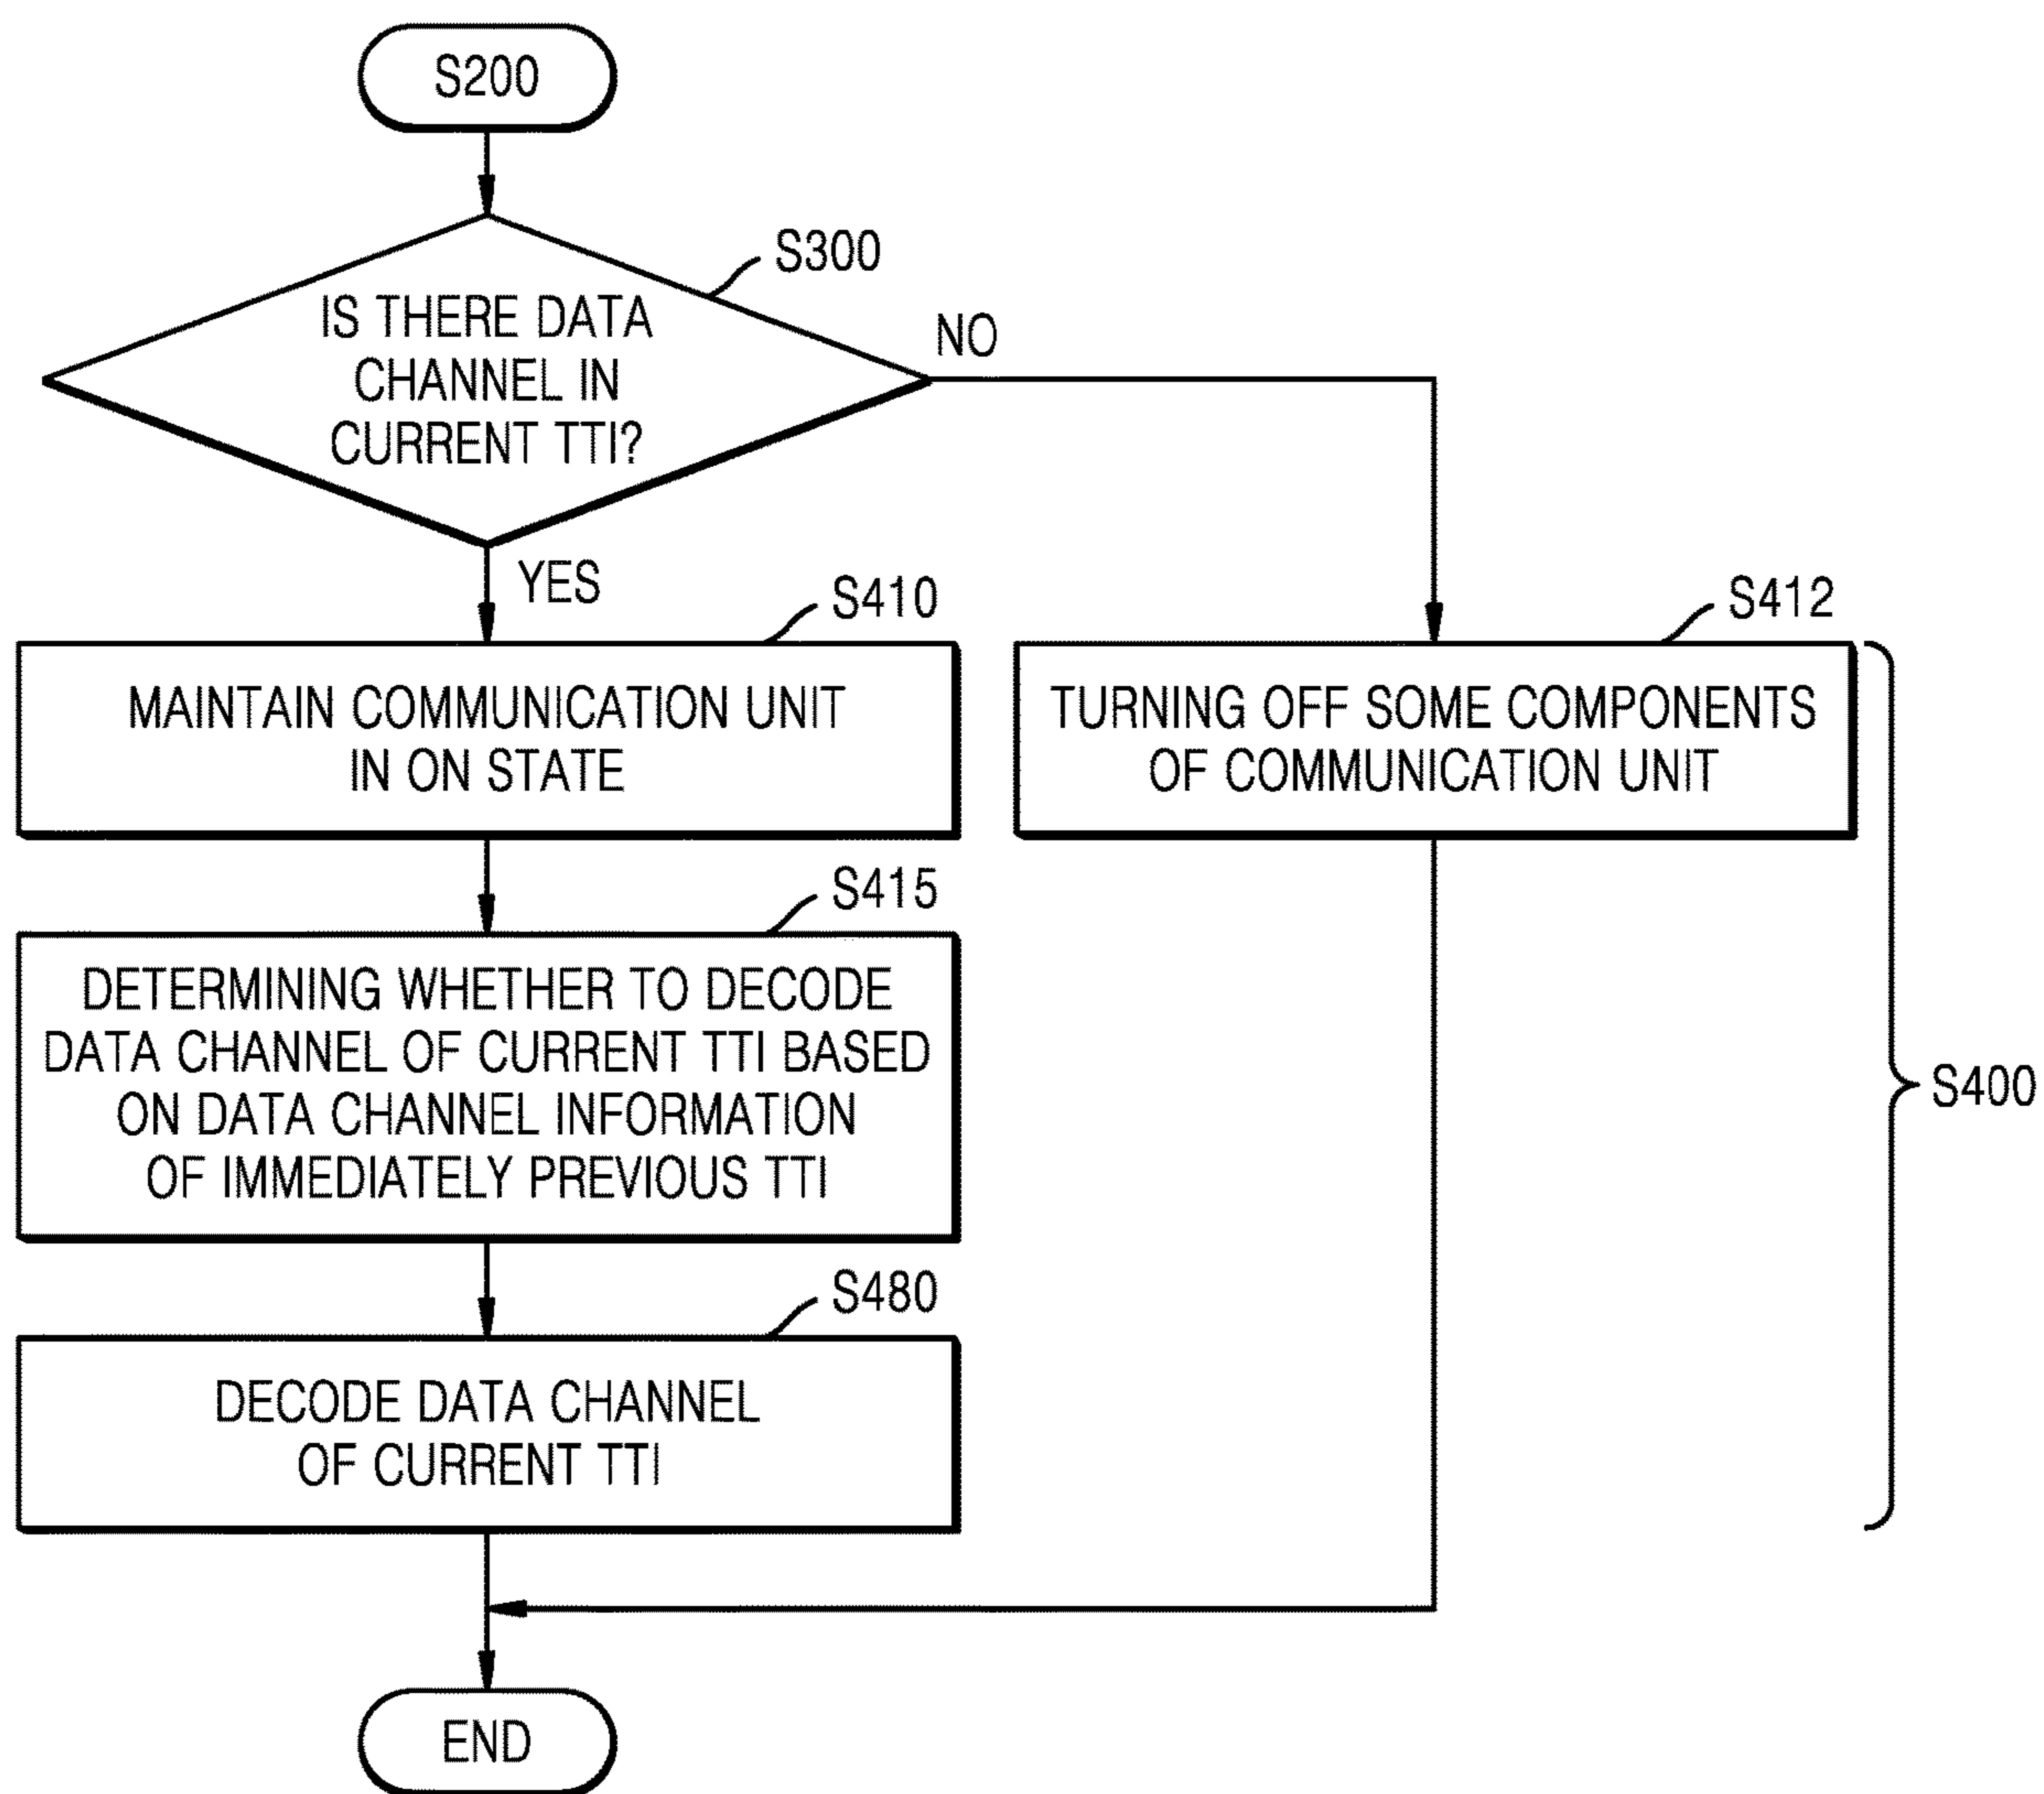 S200
S300
IS THERE DATA
CHANNEL IN
CURRENT TTI?
NO
YES
S410
MAINTAIN COMMUNICATION UNIT
IN ON STATE
S412
TURNING OFF SOME COMPONENTS
OF COMMUNICATION UNIT
S415
DETERMINING WHETHER TO DECODE
DATA CHANNEL OF CURRENT TTI BASED
ON DATA CHANNEL INFORMATION
OF IMMEDIATELY PREVIOUS TTI
S400
S480
DECODE DATA CHANNEL
OF CURRENT TTI
END